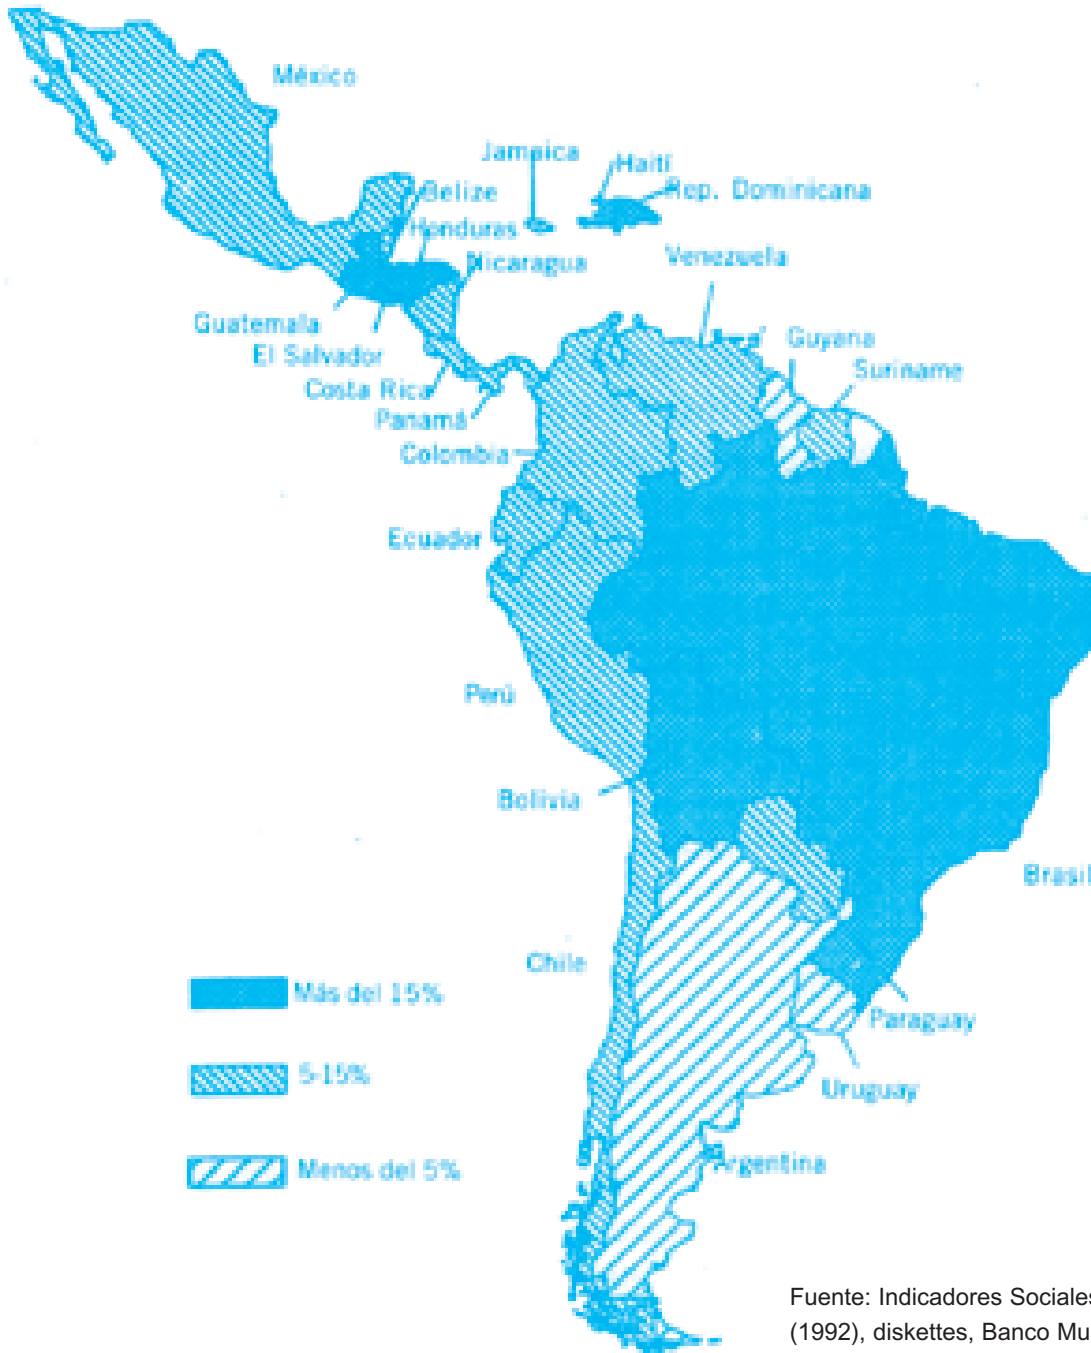 México
Jamaica
Haití
Rep. Dominicana
Belize
Honduras
Nicaragua
Venezuela
Guatemala
El Salvador
Costa Rica
Panamá
Colombia
Guyana
Suriname
Ecuador
Perú
Bolivia
Brasil
Chile
Más del 15%
Paraguay
5-15%
Uruguay
Menos del 5%
Argentina
Fuente: Indicadores Sociales
(1992), diskettes, Banco Mu